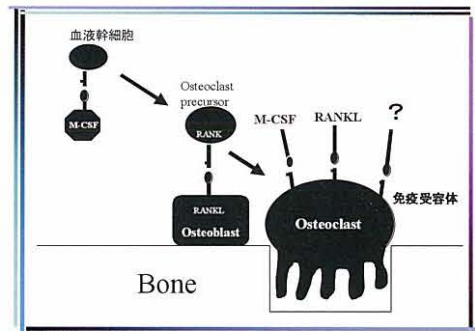 血液幹細胞
M-CSF
Osteoclast
precursor
RANK
RANKL
Osteoblast
M-CSF
RANKL
?
免疫受容体
Osteoclast
Bone